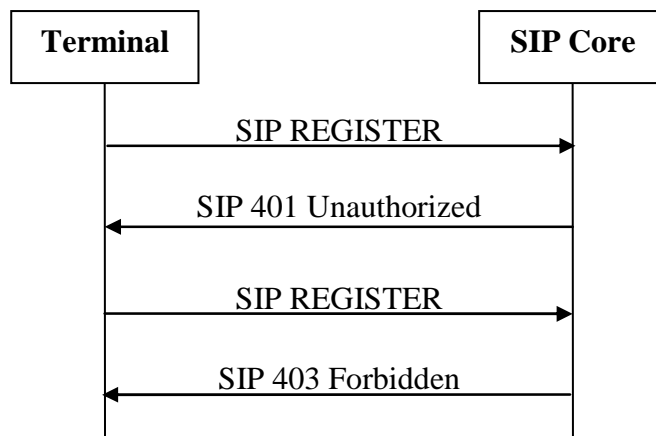 Terminal
SIP Core
SIP REGISTER
SIP 401 Unauthorized
SIP REGISTER
SIP 403 Forbidden